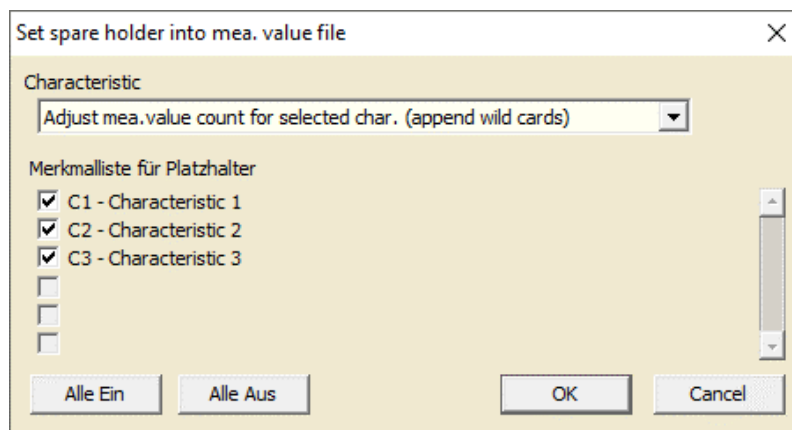 Set spare holder into mea. value file
Characteristic
Adjust mea.value count for selected char. (append wild cards)
Merkmalliste für Platzhalter
C1 - Characteristic 1
C2 - Characteristic 2
C3 - Characteristic 3
Alle Ein Alle Aus OK Cancel